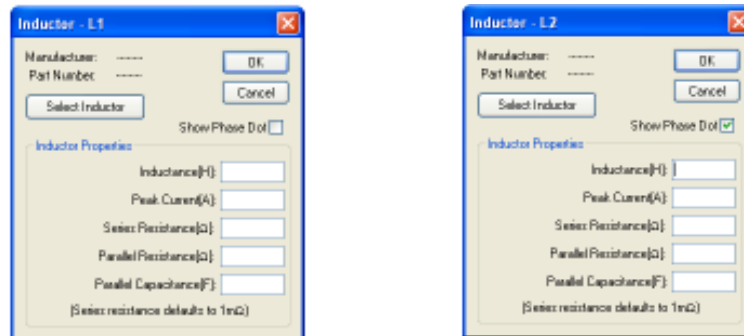 Inductor - L1
Manufacturer: -----
Part Number: -----
OK
Cancel
Select Inductor
Show Phase Dot
Inductor Properties
Inductance[H]:
Peak Current[A]:
Series Resistance[Ω]:
Parallel Resistance[Ω]:
Parallel Capacitance[F]:
(Series resistance defaults to 1mΩ)
Inductor - L2
Manufacturer: -----
Part Number: -----
OK
Cancel
Select Inductor
Show Phase Dot
Inductor Properties
Inductance[H]:
Peak Current[A]:
Series Resistance[Ω]:
Parallel Resistance[Ω]:
Parallel Capacitance[F]:
(Series resistance defaults to 1mΩ)